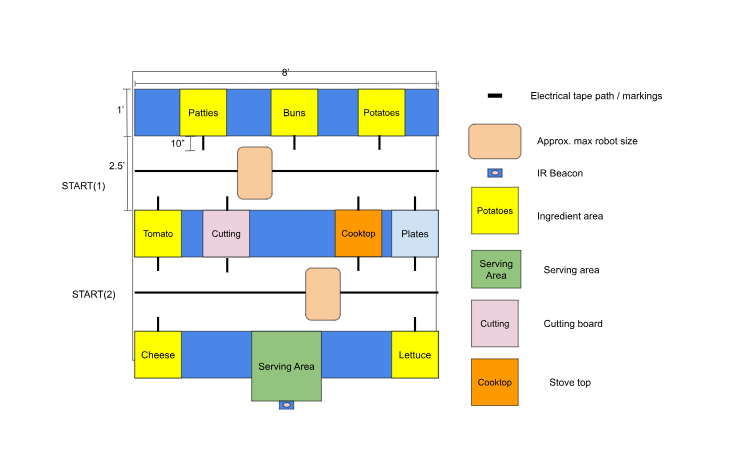 8'
1'
Patties
Buns
Potatoes
10"
2.5'
START(1)
Tomato
Cutting
Cooktop
Plates
START(2)
Cheese
Serving Area
Lettuce
Electrical tape path / markings
Approx. max robot size
IR Beacon
Potatoes
Ingredient area
Serving
Area
Serving area
Cutting
Cutting board
Cooktop
Stove top